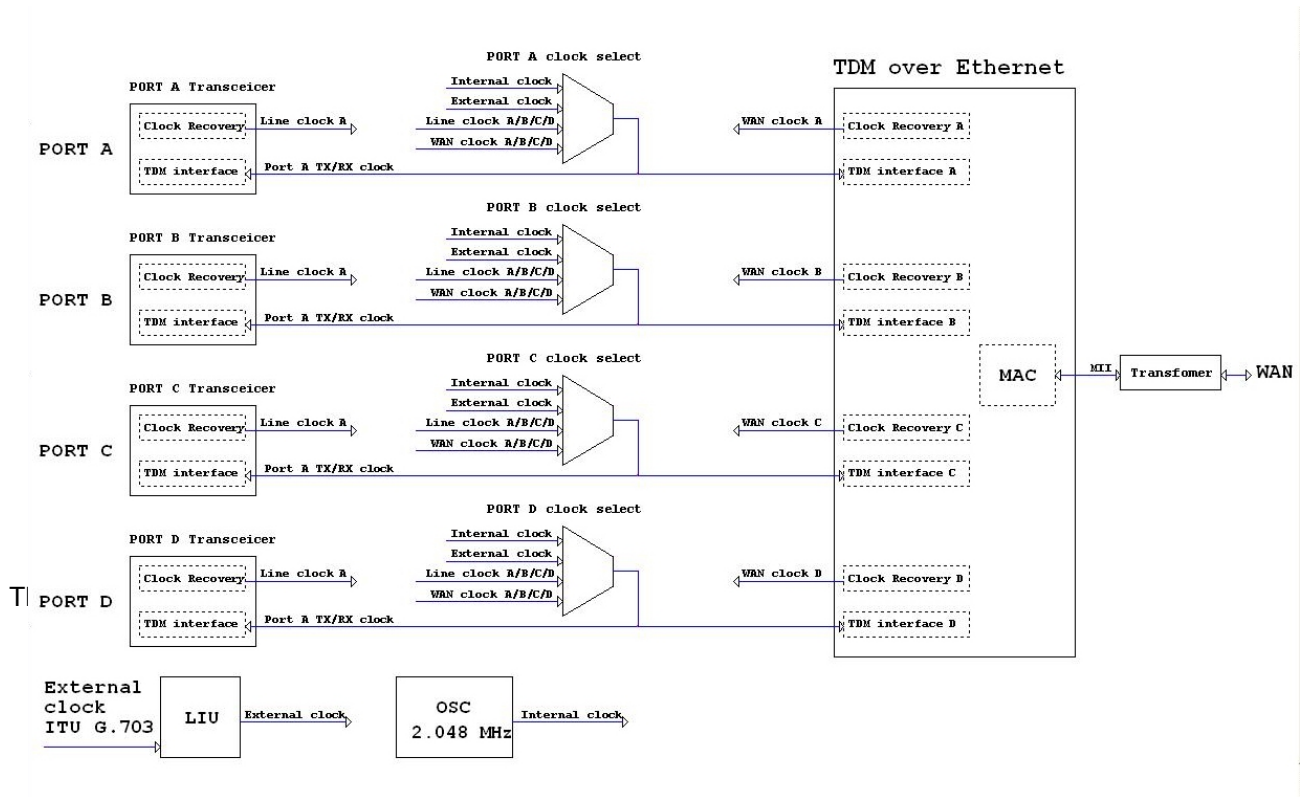 TDM over Ethernet
PORT A clock select
PORT A Transceicer
Internal clock
External clock
Line clock A/B/C/D
WAN clock A/B/C/D
PORT A
Clock Recovery
Line clock A
WAN clock A
Clock Recovery A
TDM interface
Port A TX/RX clock
TDM interface A
PORT B clock select
PORT B Transceicer
Internal clock
External clock
Line clock A/B/C/D
WAN clock A/B/C/D
PORT B
Clock Recovery
Line clock A
WAN clock B
Clock Recovery B
TDM interface
Port A TX/RX clock
TDM interface B
PORT C clock select
PORT C Transceicer
Internal clock
External clock
Line clock A/B/C/D
WAN clock A/B/C/D
MAC
MII
Transfomer
WAN
PORT C
Clock Recovery
Line clock A
WAN clock C
Clock Recovery C
TDM interface
Port A TX/RX clock
TDM interface C
PORT D clock select
PORT D Transceicer
Internal clock
External clock
Line clock A/B/C/D
WAN clock A/B/C/D
PORT D
Clock Recovery
Line clock A
WAN clock D
Clock Recovery D
TDM interface
Port A TX/RX clock
TDM interface D
External
clock
ITU G.703
LIU
External clock
OSC
2.048 MHz
Internal clock